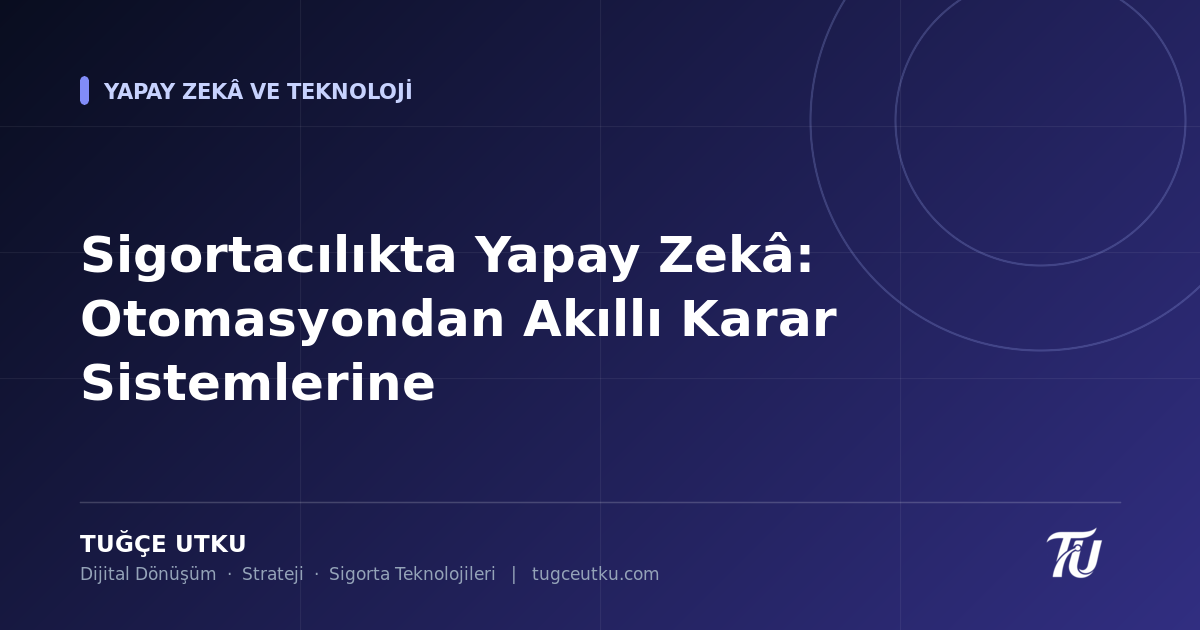 YAPAY ZEKÂ VE TEKNOLOJİ
Sigortacılıkta Yapay Zekâ:
Otomasyondan Akıllı Karar
Sistemlerine
TUĞÇE UTKU
Dijital Dönüşüm · Strateji · Sigorta Teknolojileri | tugceutku.com
TU